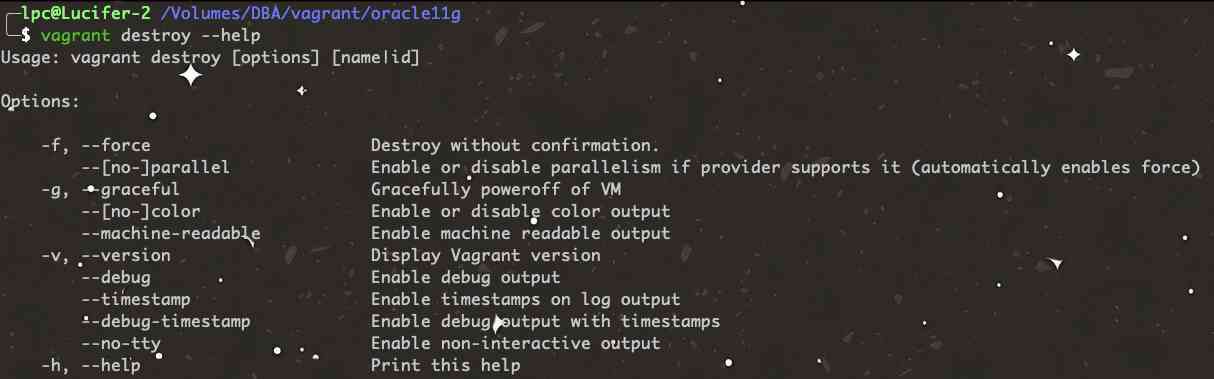 lpc@Lucifer-2 /Volumes/DBA/vagrant/oracle11g
$ vagrant destroy --help
Usage: vagrant destroy [options] [name|id]
Options:
-f, --force Destroy without confirmation.
--[no-]parallel Enable or disable parallelism if provider supports it (automatically enables force)
-g, --graceful Gracefully poweroff of VM
--[no-]color Enable or disable color output
--machine-readable Enable machine readable output
-v, --version Display Vagrant version
--debug Enable debug output
--timestamp Enable timestamps on log output
--debug-timestamp Enable debug output with timestamps
--no-tty Enable non-interactive output
-h, --help Print this help